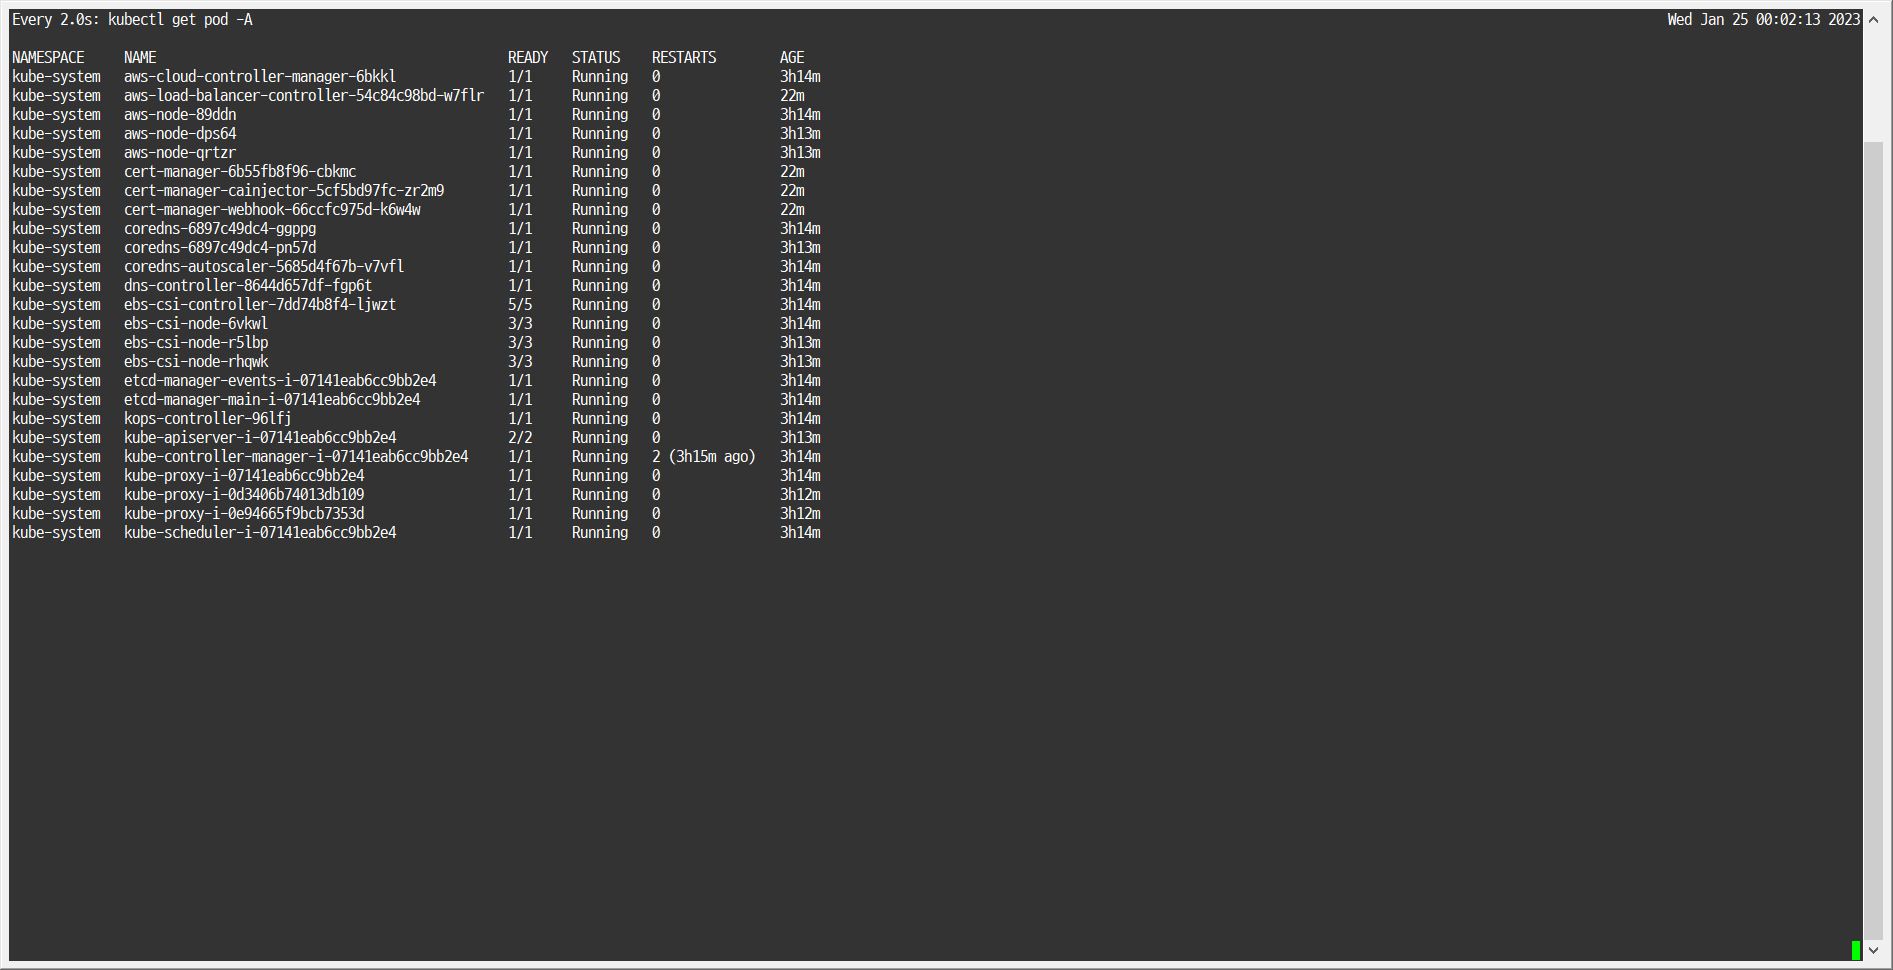 Every 2.0s: kubectl get pod -A Wed Jan 25 00:02:13 2023
NAMESPACE NAME READY STATUS RESTARTS AGE
kube-system aws-cloud-controller-manager-6bkkl 1/1 Running 0 3h14m
kube-system aws-load-balancer-controller-54c84c98bd-w7flr 1/1 Running 0 22m
kube-system aws-node-89ddn 1/1 Running 0 3h14m
kube-system aws-node-dps64 1/1 Running 0 3h13m
kube-system aws-node-qrtzr 1/1 Running 0 3h13m
kube-system cert-manager-6b55fb8f96-cbkmc 1/1 Running 0 22m
kube-system cert-manager-cainjector-5cf5bd97fc-zr2m9 1/1 Running 0 22m
kube-system cert-manager-webhook-66ccfc975d-k6w4w 1/1 Running 0 22m
kube-system coredns-6897c49dc4-ggppg 1/1 Running 0 3h14m
kube-system coredns-6897c49dc4-pn57d 1/1 Running 0 3h13m
kube-system coredns-autoscaler-5685d4f67b-v7vfl 1/1 Running 0 3h14m
kube-system dns-controller-8644d657df-fgp6t 1/1 Running 0 3h14m
kube-system ebs-csi-controller-7dd74b8f4-ljwzt 5/5 Running 0 3h14m
kube-system ebs-csi-node-6vkwl 3/3 Running 0 3h14m
kube-system ebs-csi-node-r5lbp 3/3 Running 0 3h13m
kube-system ebs-csi-node-rhqwk 3/3 Running 0 3h13m
kube-system etcd-manager-events-i-07141eab6cc9bb2e4 1/1 Running 0 3h14m
kube-system etcd-manager-main-i-07141eab6cc9bb2e4 1/1 Running 0 3h14m
kube-system kops-controller-96lfj 1/1 Running 0 3h14m
kube-system kube-apiserver-i-07141eab6cc9bb2e4 2/2 Running 0 3h13m
kube-system kube-controller-manager-i-07141eab6cc9bb2e4 1/1 Running 2 (3h15m ago) 3h14m
kube-system kube-proxy-i-07141eab6cc9bb2e4 1/1 Running 0 3h14m
kube-system kube-proxy-i-0d3406b74013db109 1/1 Running 0 3h12m
kube-system kube-proxy-i-0e94665f9bcb7353d 1/1 Running 0 3h12m
kube-system kube-scheduler-i-07141eab6cc9bb2e4 1/1 Running 0 3h14m